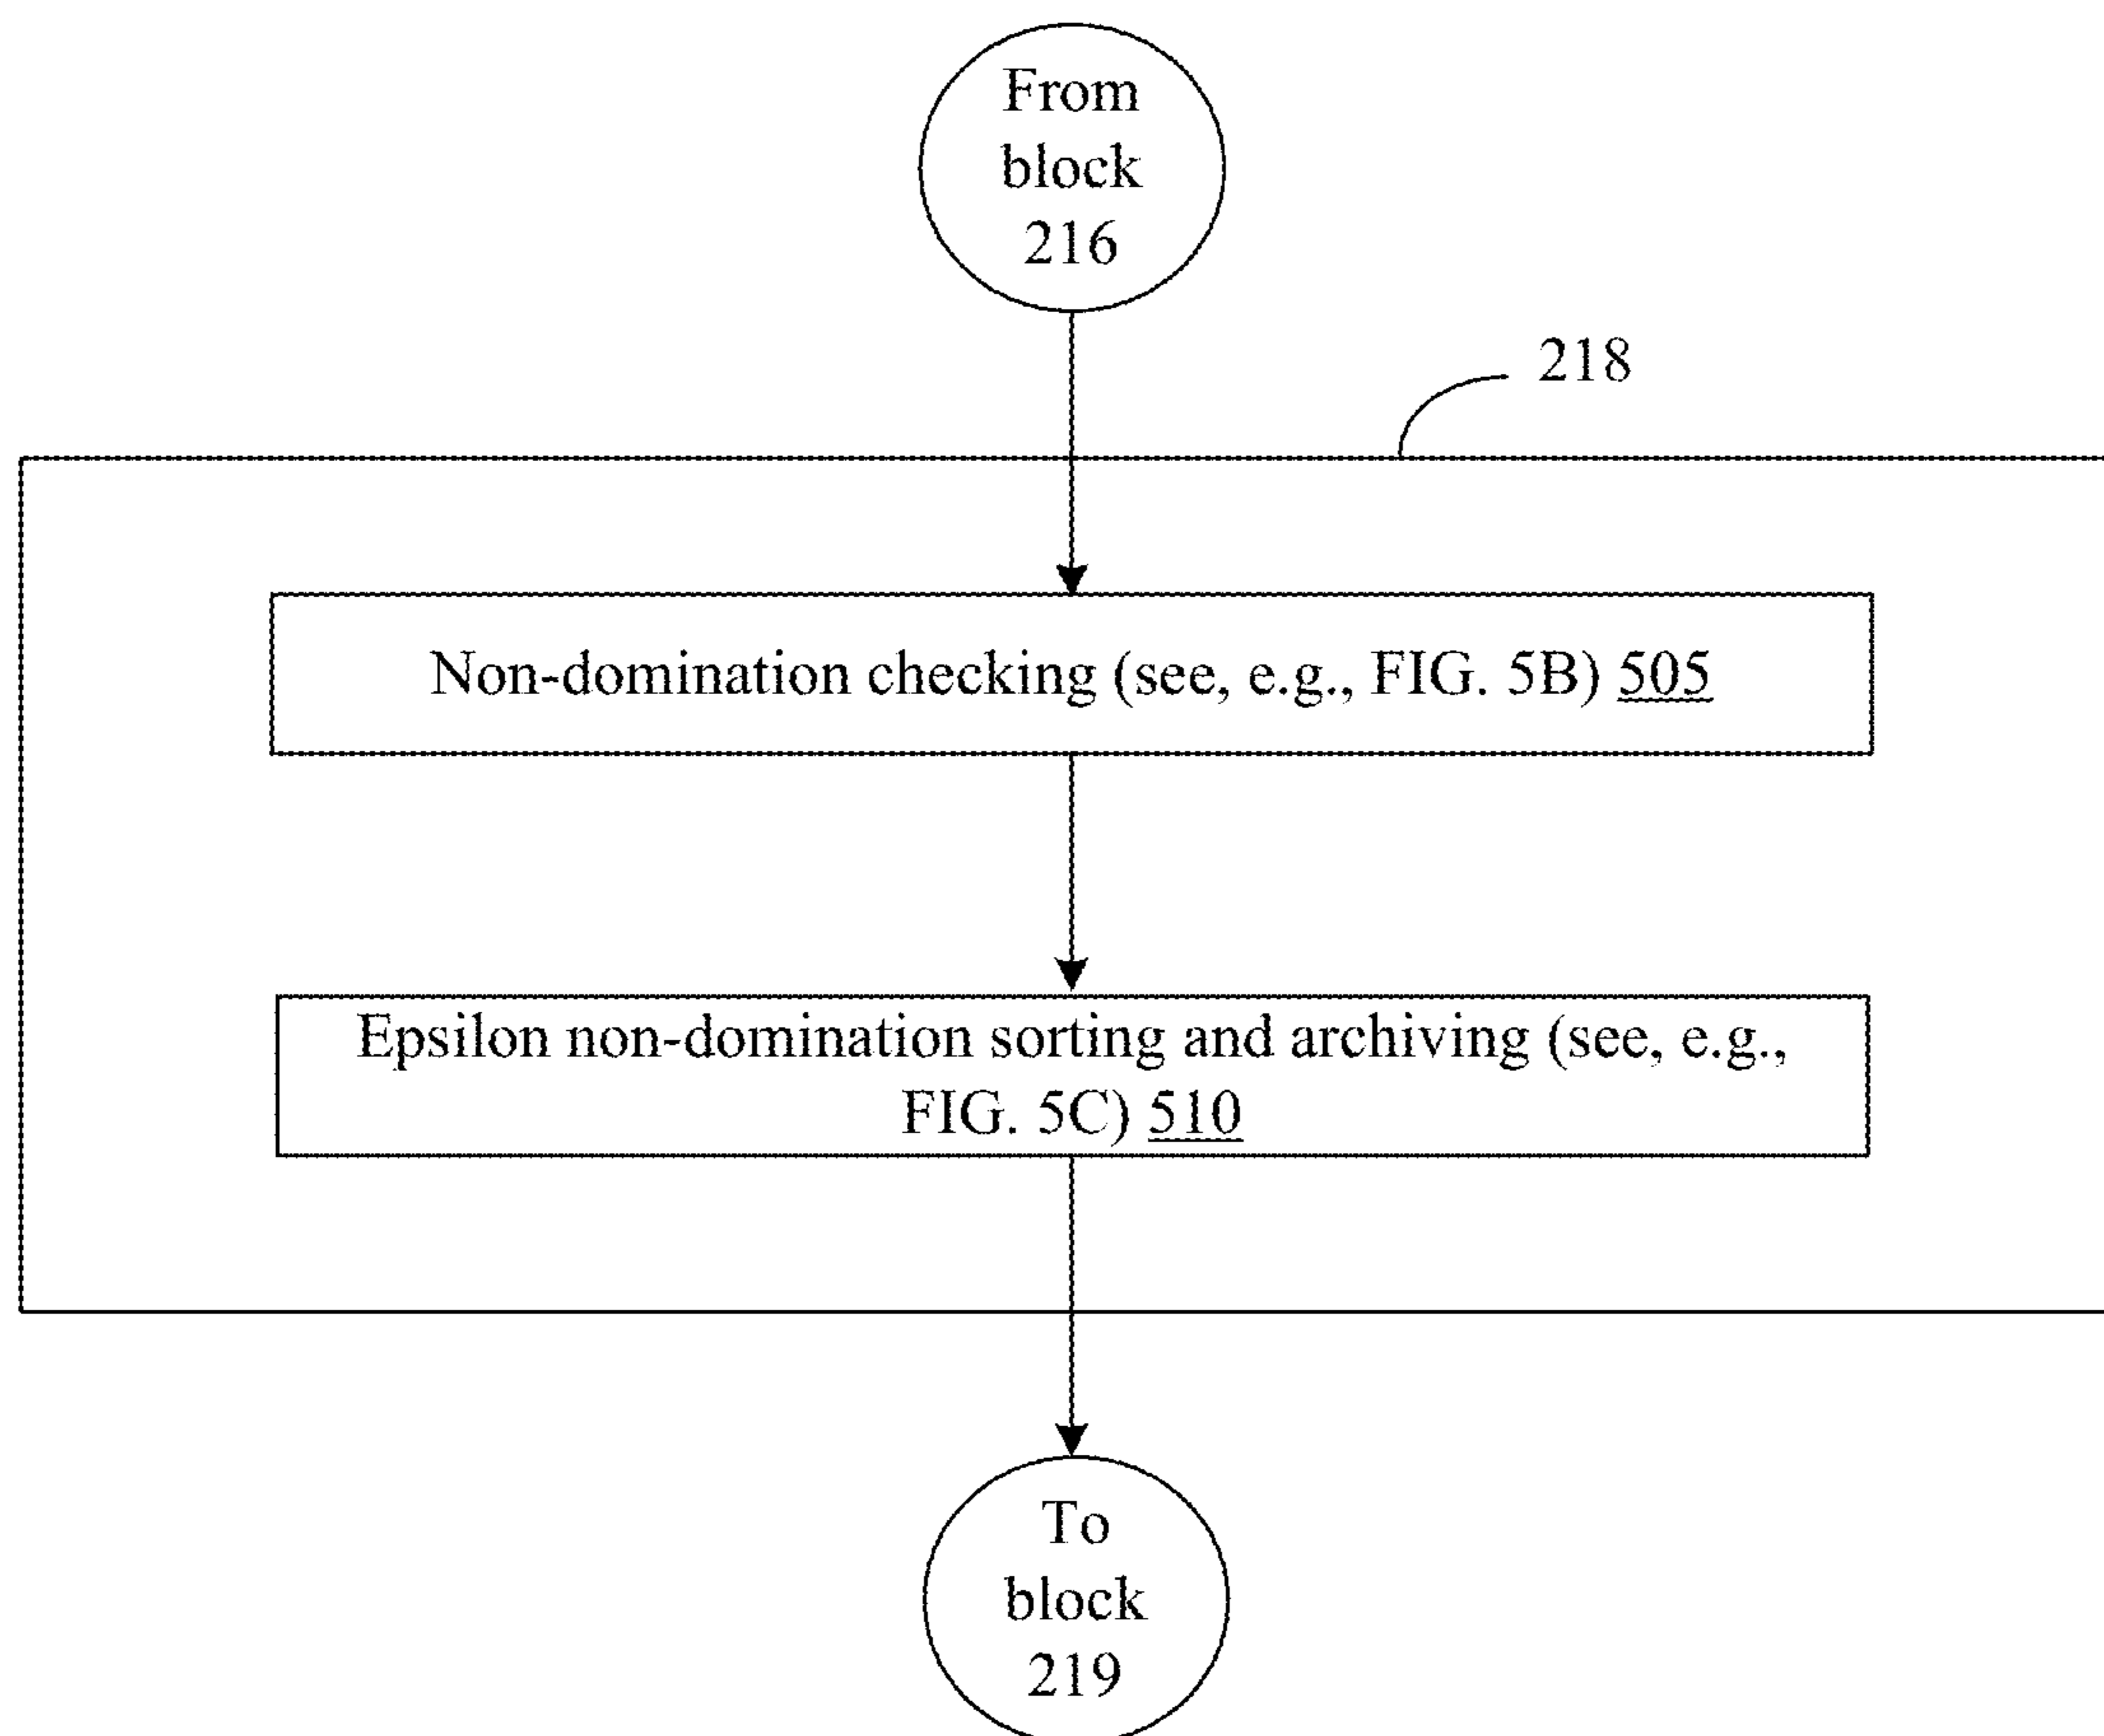 From
block
216
218
Non-domination checking (see, e.g., FIG. 5B) 505
Epsilon non-domination sorting and archiving (see, e.g.,
FIG. 5C) 510
To
block
219